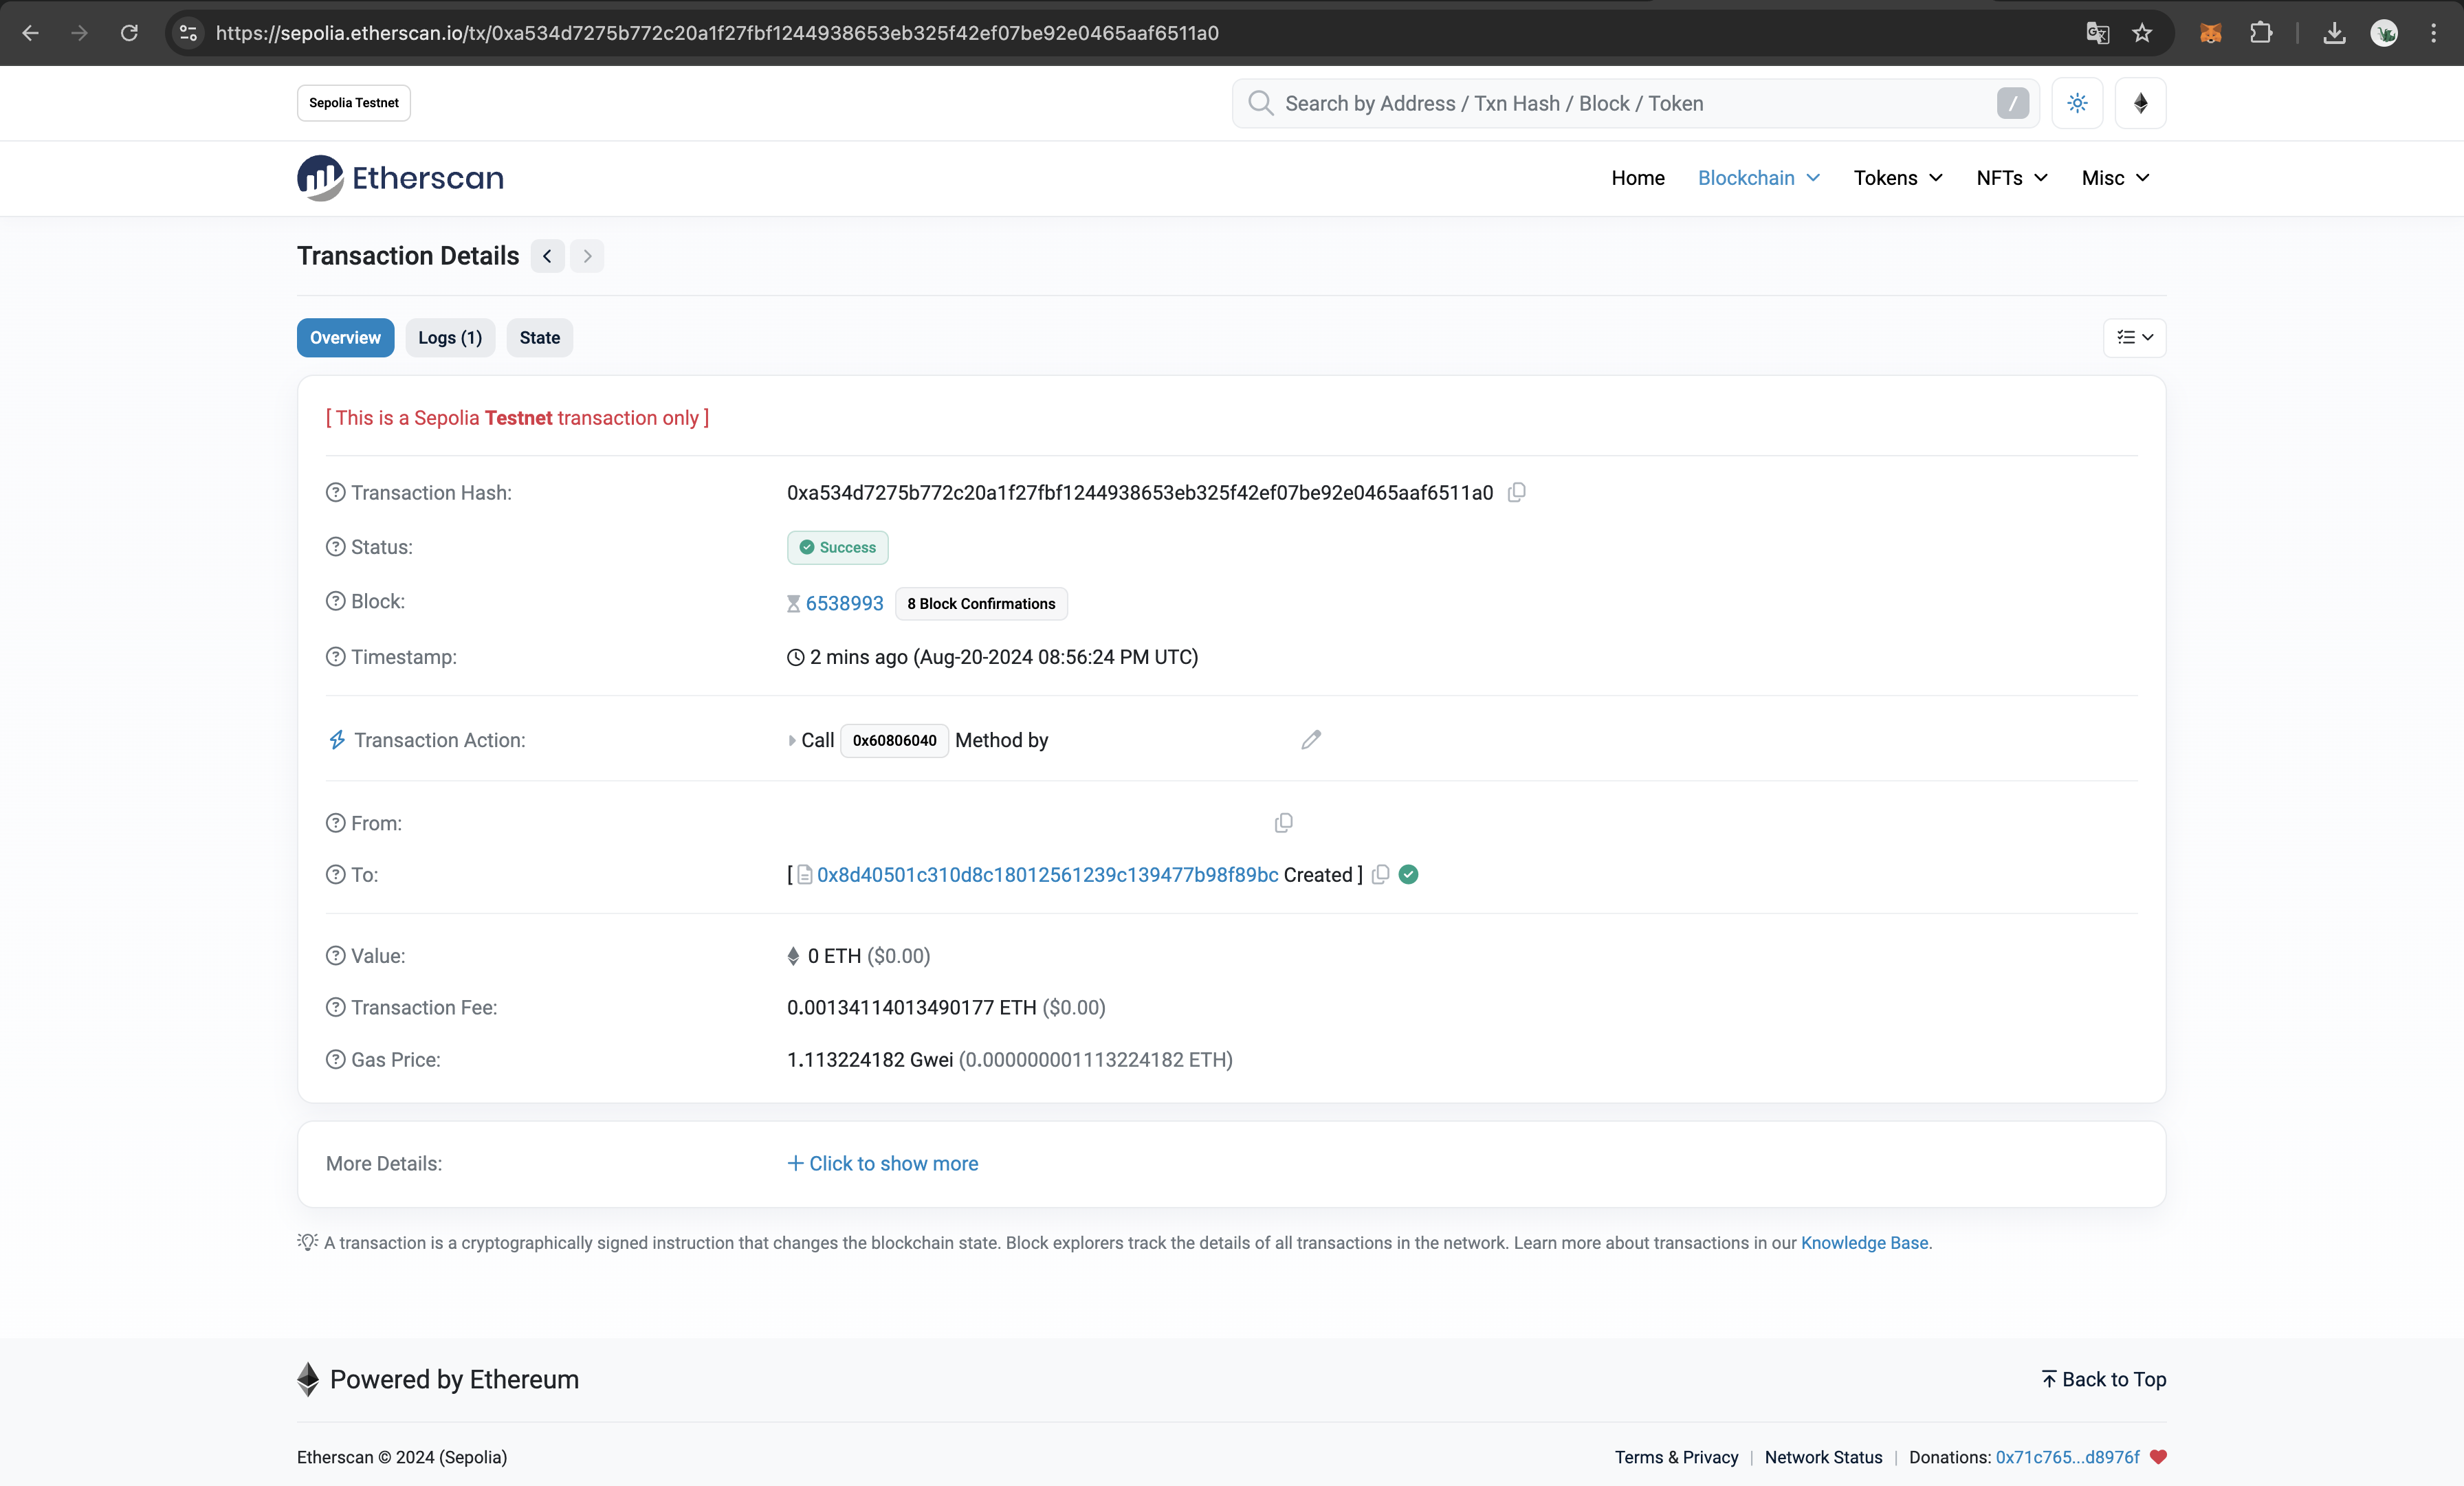 https://sepolia.etherscan.io/tx/0xa534d7275b772c20a1f27fbf1244938653eb325f42ef07be92e0465aaf6511a0
Sepolia Testnet
Search by Address / Txn Hash / Block / Token /
Etherscan
Home Blockchain Tokens NFTs Misc
Transaction Details
Overview Logs (1) State
[ This is a Sepolia Testnet transaction only ]
Transaction Hash: 0xa534d7275b772c20a1f27fbf1244938653eb325f42ef07be92e0465aaf6511a0
Status: Success
Block: 6538993 8 Block Confirmations
Timestamp: 2 mins ago (Aug-20-2024 08:56:24 PM UTC)
Transaction Action: Call 0x60806040 Method by
From:
To: [ 0x8d40501c310d8c18012561239c139477b98f89bc Created ]
Value: 0 ETH ($0.00)
Transaction Fee: 0.00134114013490177 ETH ($0.00)
Gas Price: 1.113224182 Gwei (0.000000001113224182 ETH)
More Details: + Click to show more
A transaction is a cryptographically signed instruction that changes the blockchain state. Block explorers track the details of all transactions in the network. Learn more about transactions in our Knowledge Base.
Powered by Ethereum
Back to Top
Etherscan © 2024 (Sepolia)
Terms & Privacy | Network Status | Donations: 0x71c765...d8976f